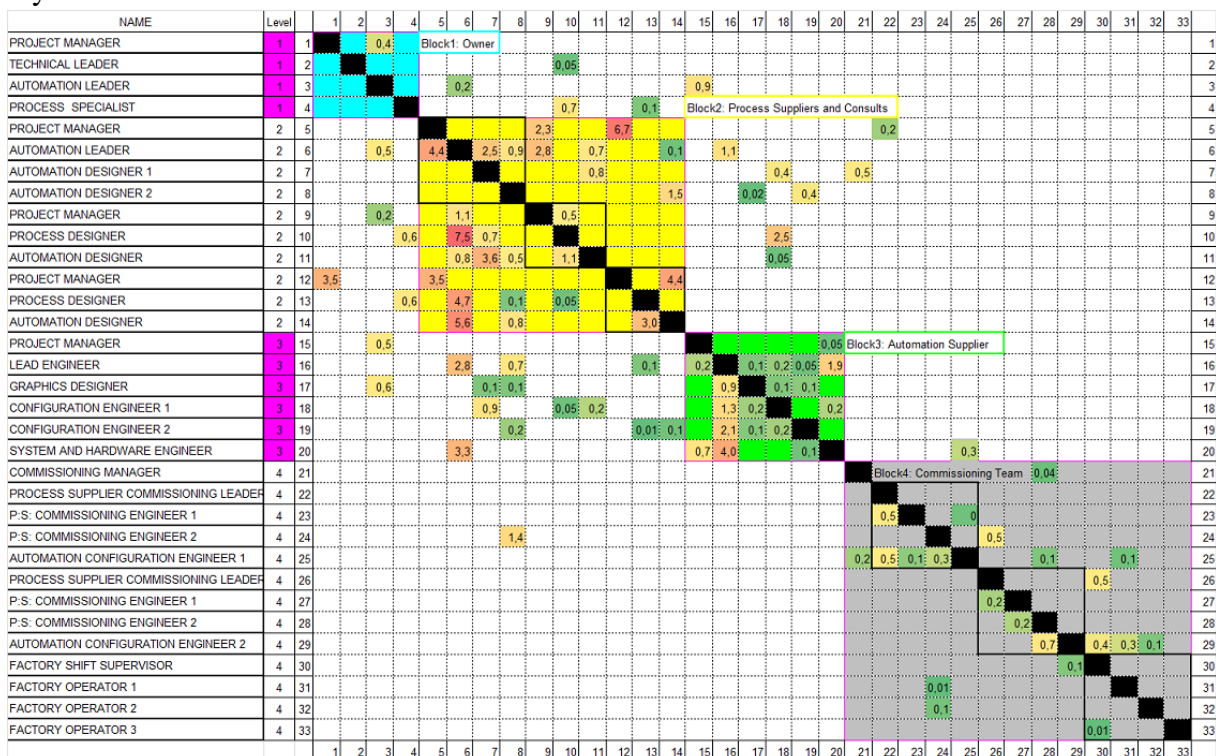 NAME Level 1 2 3 4 5 6 7 8 9 10 11 12 13 14 15 16 17 18 19 20 21 22 23 24 25 26 27 28 29 30 31 32 33
PROJECT MANAGER 1 1 0,4 Block1: Owner 1
TECHNICAL LEADER 1 2 0,05 2
AUTOMATION LEADER 1 3 0,2 0,9 3
PROCESS SPECIALIST 1 4 0,7 0,1 Block2: Process Suppliers and Consults 4
PROJECT MANAGER 2 5 2,3 6,7 0,2 5
AUTOMATION LEADER 2 6 0,5 4,4 2,5 0,9 2,8 0,7 0,1 1,1 6
AUTOMATION DESIGNER 1 2 7 0,8 0,4 0,5 7
AUTOMATION DESIGNER 2 2 8 1,5 0,02 0,4 8
PROJECT MANAGER 2 9 0,2 1,1 0,5 9
PROCESS DESIGNER 2 10 0,6 7,5 0,7 2,5 10
AUTOMATION DESIGNER 2 11 0,8 3,6 0,5 1,1 0,05 11
PROJECT MANAGER 2 12 3,5 3,5 4,4 12
PROCESS DESIGNER 2 13 0,6 4,7 0,1 0,05 13
AUTOMATION DESIGNER 2 14 5,6 0,8 3,0 14
PROJECT MANAGER 3 15 0,5 0,05 Block3: Automation Supplier 15
LEAD ENGINEER 3 16 2,8 0,7 0,1 0,2 0,1 0,2 0,05 1,9 16
GRAPHICS DESIGNER 3 17 0,6 0,1 0,1 0,9 0,1 0,1 17
CONFIGURATION ENGINEER 1 3 18 0,9 0,05 0,2 1,3 0,2 0,2 18
CONFIGURATION ENGINEER 2 3 19 0,2 0,01 0,1 2,1 0,1 0,2 19
SYSTEM AND HARDWARE ENGINEER 3 20 3,3 0,7 4,0 0,1 0,3 20
COMMISSIONING MANAGER 4 21 Block4: Commissioning Team 0,04 21
PROCESS SUPPLIER COMMISSIONING LEADER 4 22 22
P:S: COMMISSIONING ENGINEER 1 4 23 0,5 0 23
P:S: COMMISSIONING ENGINEER 2 4 24 1,4 0,5 24
AUTOMATION CONFIGURATION ENGINEER 1 4 25 0,2 0,5 0,1 0,3 0,1 0,1 25
PROCESS SUPPLIER COMMISSIONING LEADER 4 26 0,5 26
P:S: COMMISSIONING ENGINEER 1 4 27 0,2 27
P:S: COMMISSIONING ENGINEER 2 4 28 0,2 28
AUTOMATION CONFIGURATION ENGINEER 2 4 29 0,7 0,4 0,3 0,1 29
FACTORY SHIFT SUPERVISOR 4 30 0,1 30
FACTORY OPERATOR 1 4 31 0,01 31
FACTORY OPERATOR 2 4 32 0,1 32
FACTORY OPERATOR 3 4 33 0,01 33
1 2 3 4 5 6 7 8 9 10 11 12 13 14 15 16 17 18 19 20 21 22 23 24 25 26 27 28 29 30 31 32 33